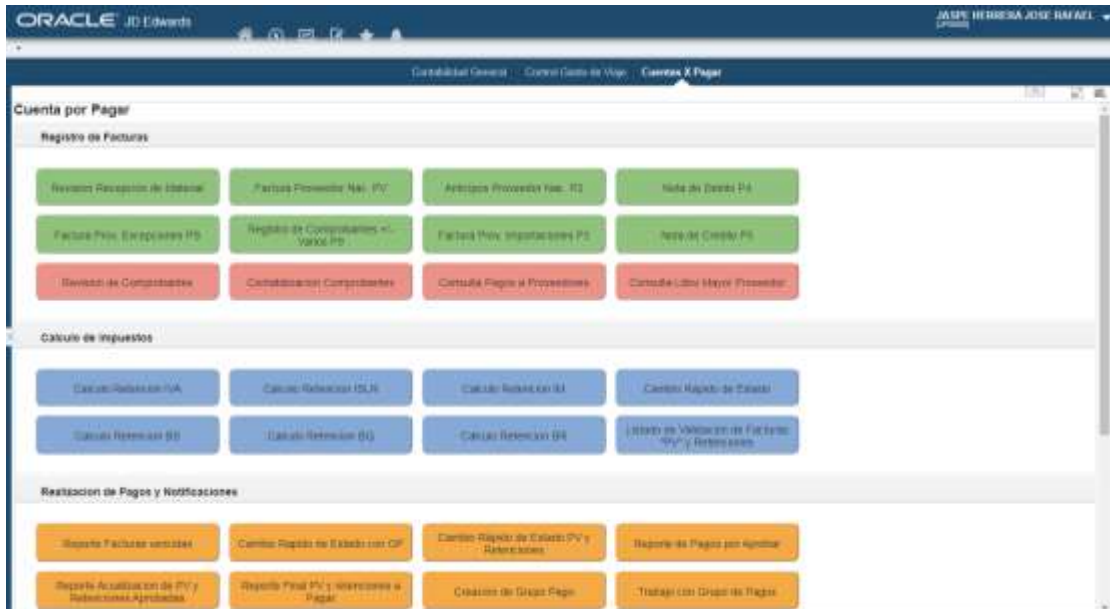 ORACLE JD Edwards
JASPE HERRERA JOSE RAFAEL
Contabilidad General Control Gasto de Viaje Cuentas X Pagar
Cuenta por Pagar
Registro de Facturas
Revision Recepcion de Material Factura Proveedor Nac. PV Anticipos Proveedor Nac. P2 Nota de Debito P4
Factura Prov. Excepciones P5 Registro de Comprobantes +/- Varios P9 Factura Prov. Importaciones P3 Nota de Credito
Revision de Comprobantes Contabilizacion Comprobantes Consulta Pagos a Proveedores Consulta Libro Mayor Proveedor
Calculo de Impuestos
Calculo Retencion IVA Calculo Retencion ISLR Calculo Retencion IM Cambio Rapido de Estado
Calculo Retencion BS Calculo Retencion BG Calculo Retencion BR Listado de Validacion de Facturas
"PV" y Retenciones
Realizacion de Pagos y Notificaciones
Reporte Facturas vencidas Cambio Rapido de Estado con OP Cambio Rapido de Estado PV y Retenciones Reporte de Pagos por Aprobar
Reporte Actualizacion de PV y Retenciones Aprobadas Reporte Final PV y retenciones a Pagar Creacion de Grupo Pago Trabajo con Grupo de Pagos